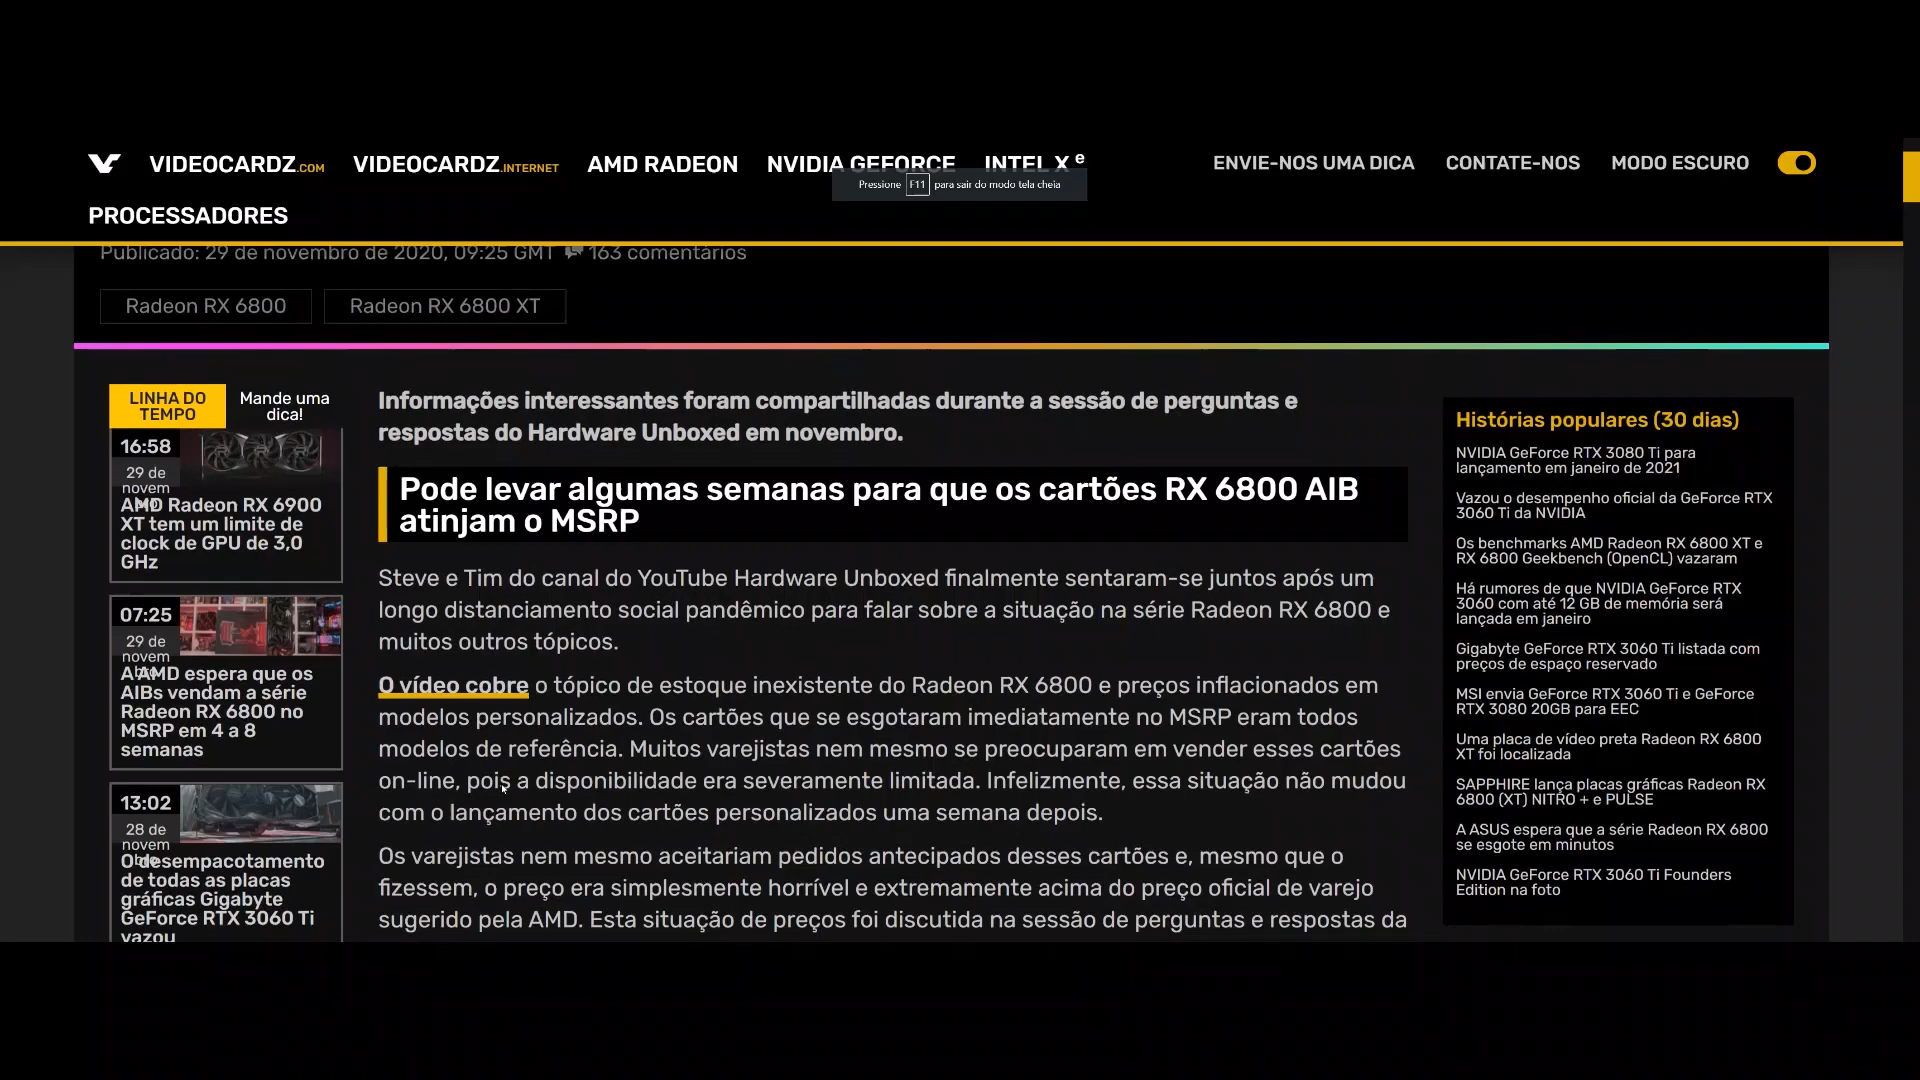 VIDEOCARDZ.COM VIDEOCARDZ.INTERNET AMD RADEON NVIDIA GEFORCE INTEL X e ENVIE-NOS UMA DICA CONTATE-NOS MODO ESCURO
Pressione F11 para sair do modo tela cheia
PROCESSADORES
Publicado: 29 de novembro de 2020, 09:25 GMT 163 comentários
Radeon RX 6800 Radeon RX 6800 XT
LINHA DO
TEMPO
Mande uma
dica!
16:58
29 de
novem
bro
AMD Radeon RX 6900
XT tem um limite de
clock de GPU de 3,0
GHz
07:25
29 de
novem
bro
A AMD espera que os
AIBs vendam a série
Radeon RX 6800 no
MSRP em 4 a 8
semanas
13:02
28 de
novem
bro
O desempacotamento
de todas as placas
gráficas Gigabyte
GeForce RTX 3060 Ti
vazou
Informações interessantes foram compartilhadas durante a sessão de perguntas e
respostas do Hardware Unboxed em novembro.
Pode levar algumas semanas para que os cartões RX 6800 AIB
atinjam o MSRP
Steve e Tim do canal do YouTube Hardware Unboxed finalmente sentaram-se juntos após um
longo distanciamento social pandêmico para falar sobre a situação na série Radeon RX 6800 e
muitos outros tópicos.
O vídeo cobre o tópico de estoque inexistente do Radeon RX 6800 e preços inflacionados em
modelos personalizados. Os cartões que se esgotaram imediatamente no MSRP eram todos
modelos de referência. Muitos varejistas nem mesmo se preocuparam em vender esses cartões
on-line, pois a disponibilidade era severamente limitada. Infelizmente, essa situação não mudou
com o lançamento dos cartões personalizados uma semana depois.
Os varejistas nem mesmo aceitariam pedidos antecipados desses cartões e, mesmo que o
fizessem, o preço era simplesmente horrível e extremamente acima do preço oficial de varejo
sugerido pela AMD. Esta situação de preços foi discutida na sessão de perguntas e respostas da
Histórias populares (30 dias)
NVIDIA GeForce RTX 3080 Ti para
lançamento em janeiro de 2021
Vazou o desempenho oficial da GeForce RTX
3060 Ti da NVIDIA
Os benchmarks AMD Radeon RX 6800 XT e
RX 6800 Geekbench (OpenCL) vazaram
Há rumores de que NVIDIA GeForce RTX
3060 com até 12 GB de memória será
lançada em janeiro
Gigabyte GeForce RTX 3060 Ti listada com
preços de espaço reservado
MSI envia GeForce RTX 3060 Ti e GeForce
RTX 3080 20GB para EEC
Uma placa de vídeo preta Radeon RX 6800
XT foi localizada
SAPPHIRE lança placas gráficas Radeon RX
6800 (XT) NITRO + e PULSE
A ASUS espera que a série Radeon RX 6800
se esgote em minutos
NVIDIA GeForce RTX 3060 Ti Founders
Edition na foto